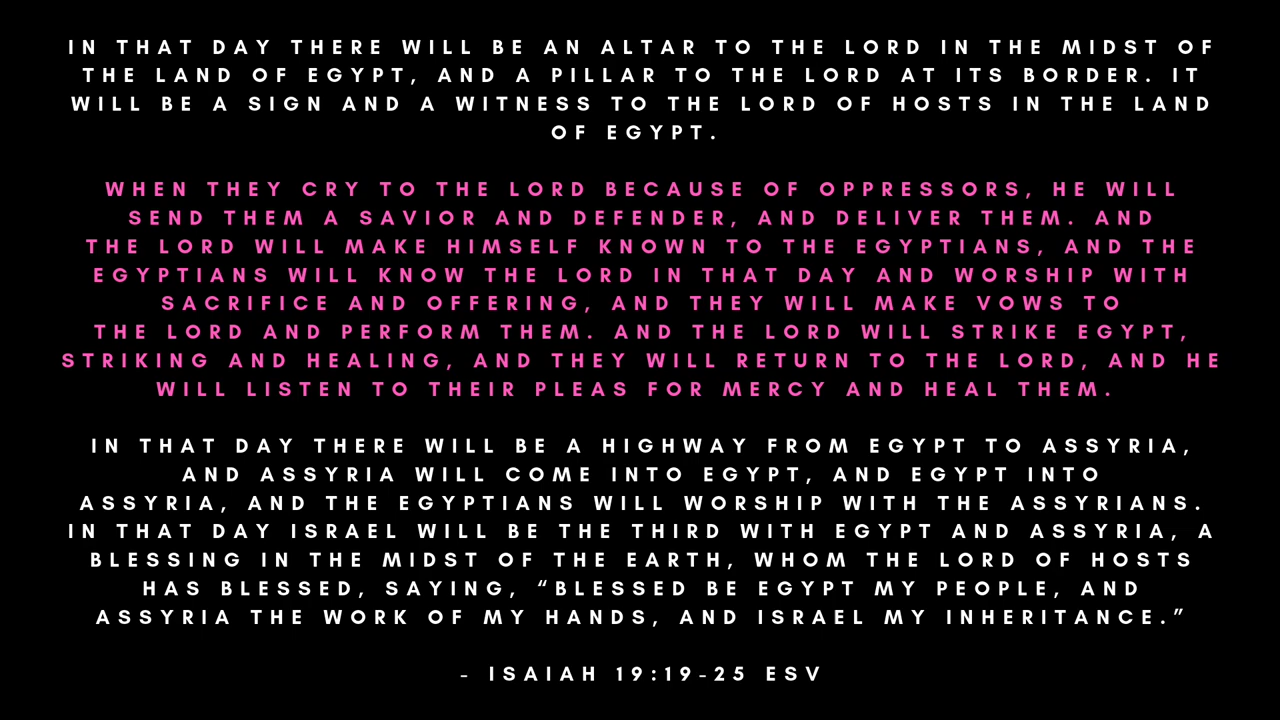 IN THAT DAY THERE WILL BE AN ALTAR TO THE LORD IN THE MIDST OF
THE LAND OF EGYPT, AND A PILLAR TO THE LORD AT ITS BORDER. IT
WILL BE A SIGN AND A WITNESS TO THE LORD OF HOSTS IN THE LAND
OF EGYPT.
WHEN THEY CRY TO THE LORD BECAUSE OF OPPRESSORS, HE WILL
SEND THEM A SAVIOR AND DEFENDER, AND DELIVER THEM. AND
THE LORD WILL MAKE HIMSELF KNOWN TO THE EGYPTIANS, AND THE
EGYPTIANS WILL KNOW THE LORD IN THAT DAY AND WORSHIP WITH
SACRIFICE AND OFFERING, AND THEY WILL MAKE VOWS TO
THE LORD AND PERFORM THEM. AND THE LORD WILL STRIKE EGYPT,
STRIKING AND HEALING, AND THEY WILL RETURN TO THE LORD, AND HE
WILL LISTEN TO THEIR PLEAS FOR MERCY AND HEAL THEM.
IN THAT DAY THERE WILL BE A HIGHWAY FROM EGYPT TO ASSYRIA,
AND ASSYRIA WILL COME INTO EGYPT, AND EGYPT INTO
ASSYRIA, AND THE EGYPTIANS WILL WORSHIP WITH THE ASSYRIANS.
IN THAT DAY ISRAEL WILL BE THE THIRD WITH EGYPT AND ASSYRIA, A
BLESSING IN THE MIDST OF THE EARTH, WHOM THE LORD OF HOSTS
HAS BLESSED, SAYING, “BLESSED BE EGYPT MY PEOPLE, AND
ASSYRIA THE WORK OF MY HANDS, AND ISRAEL MY INHERITANCE.”
- ISAIAH 19:19-25 ESV